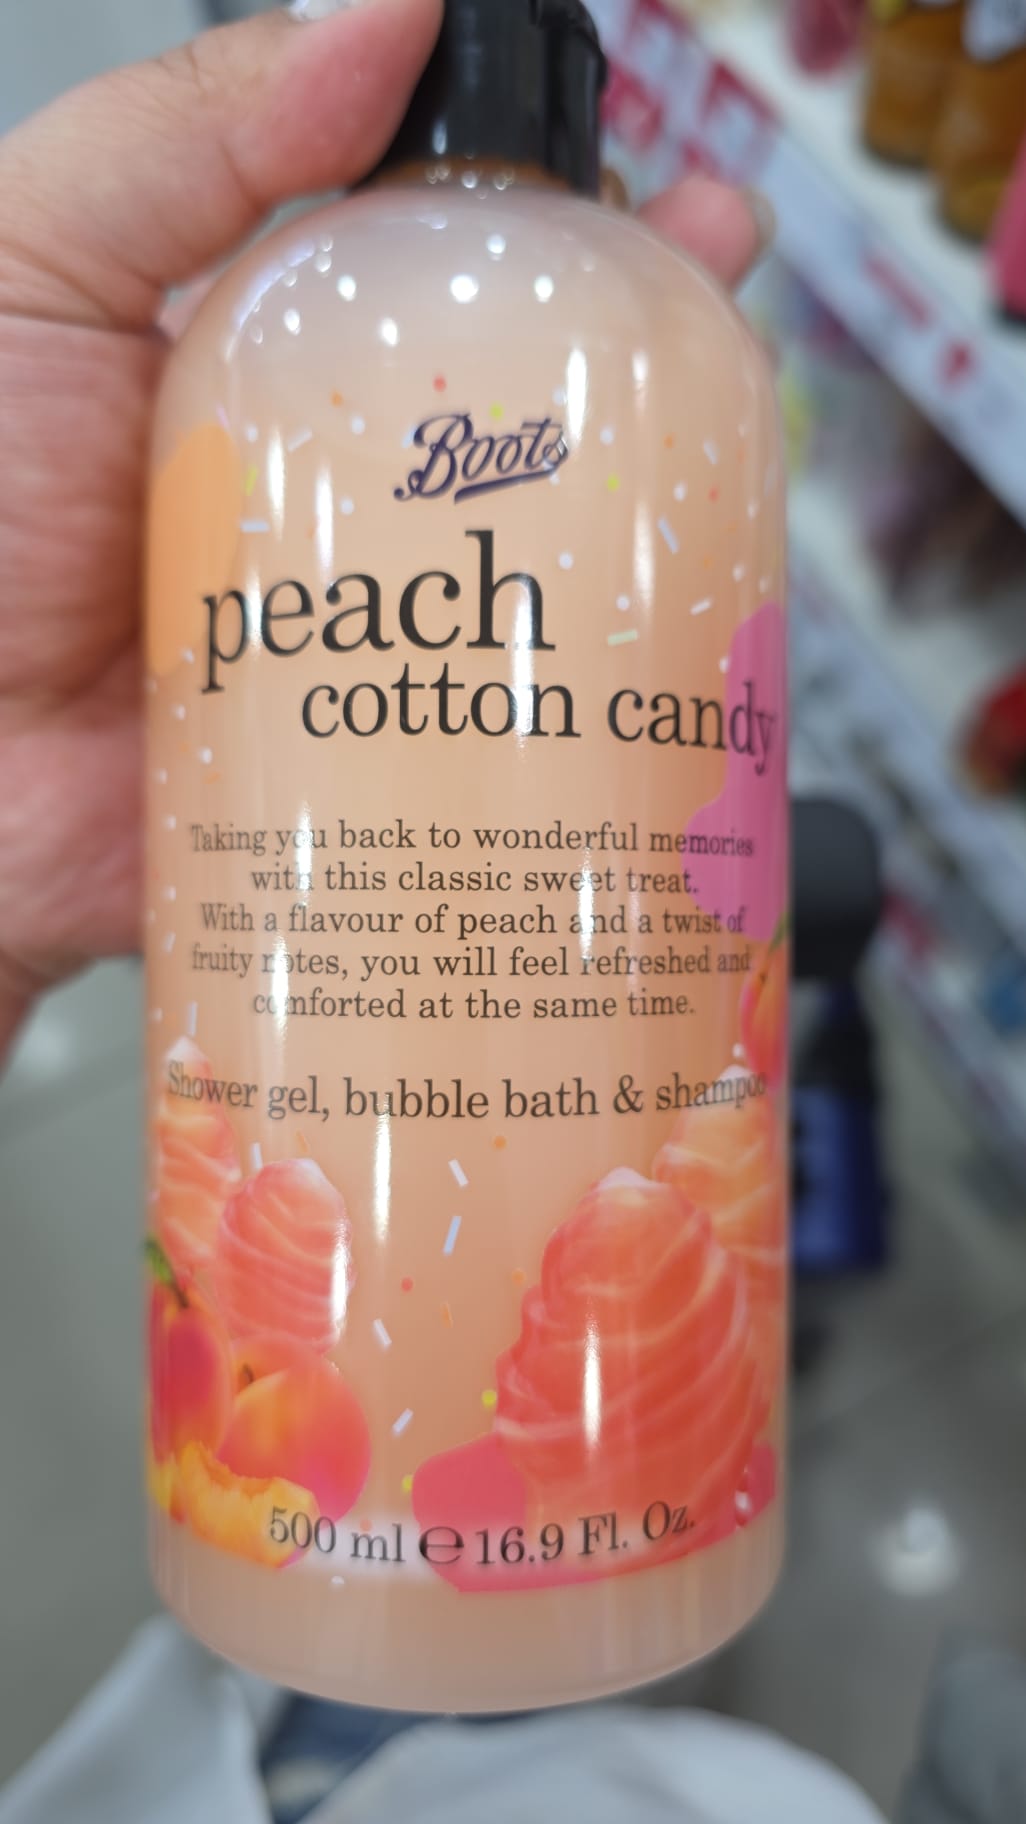 Boots
peach
cotton candy
Taking you back to wonderful memories
with this classic sweet treat.
With a flavour of peach and a twist of
fruity notes, you will feel refreshed and
comforted at the same time.
Shower gel, bubble bath & shampoo
500 ml ℮ 16.9 Fl. Oz.